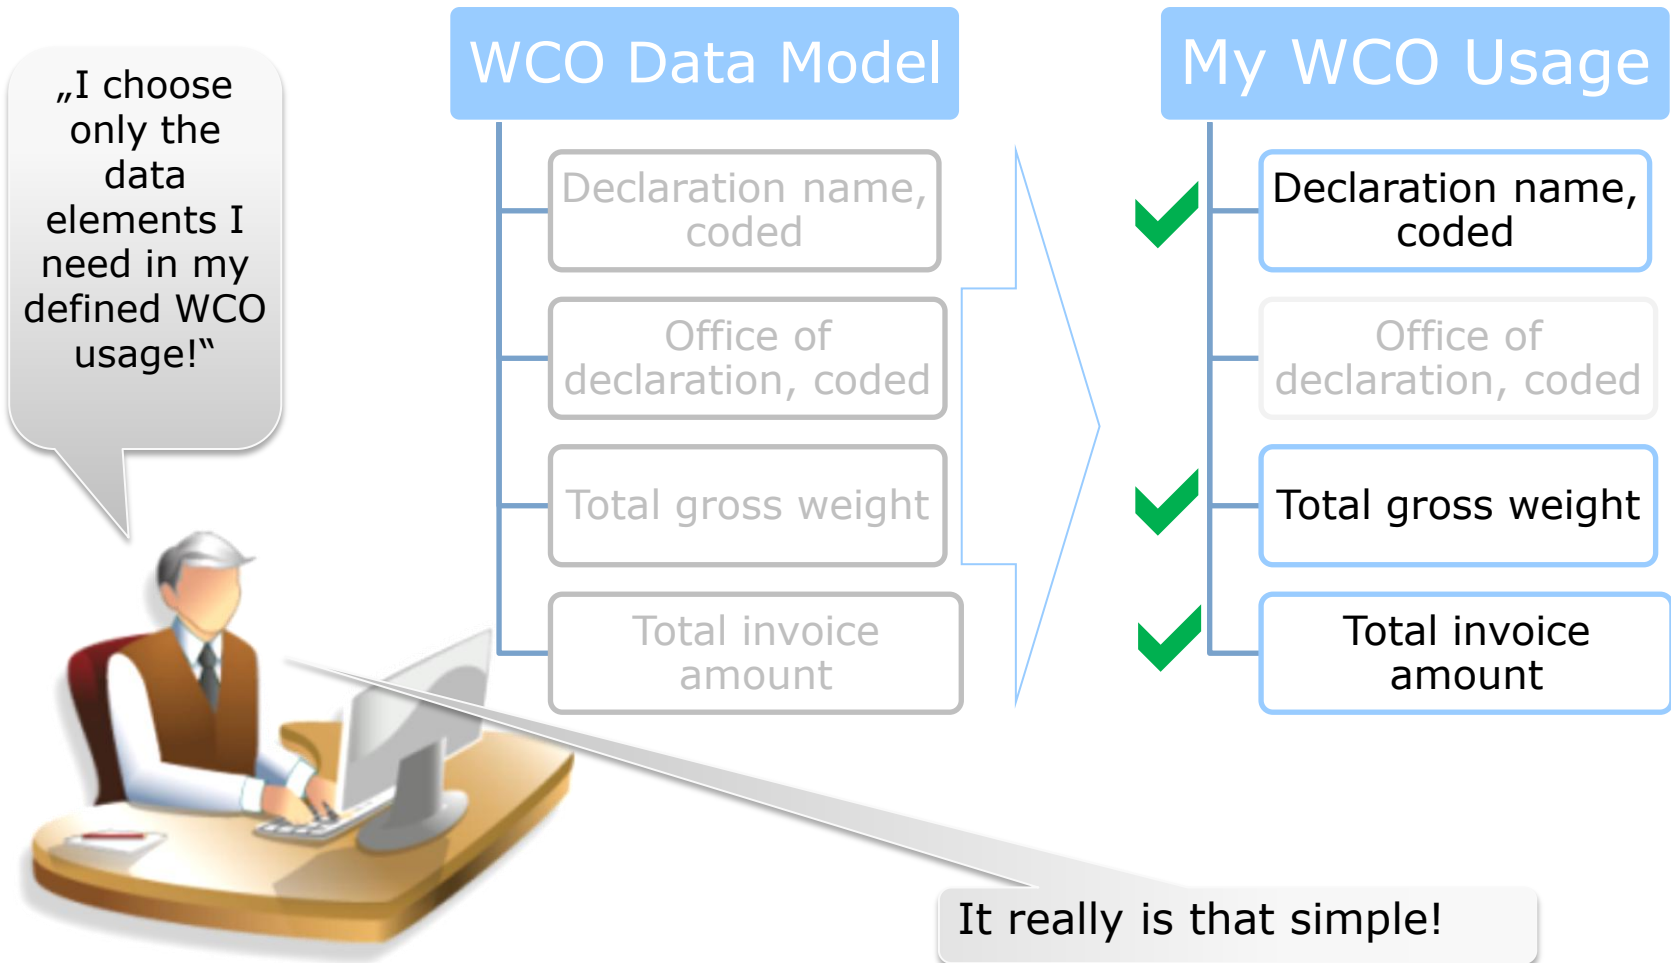 „I choose
only the
data
elements I
need in my
defined WCO
usage!“
WCO Data Model
Declaration name,
coded
Office of
declaration, coded
Total gross weight
Total invoice
amount
My WCO Usage
Declaration name,
coded
Office of
declaration, coded
Total gross weight
Total invoice
amount
It really is that simple!